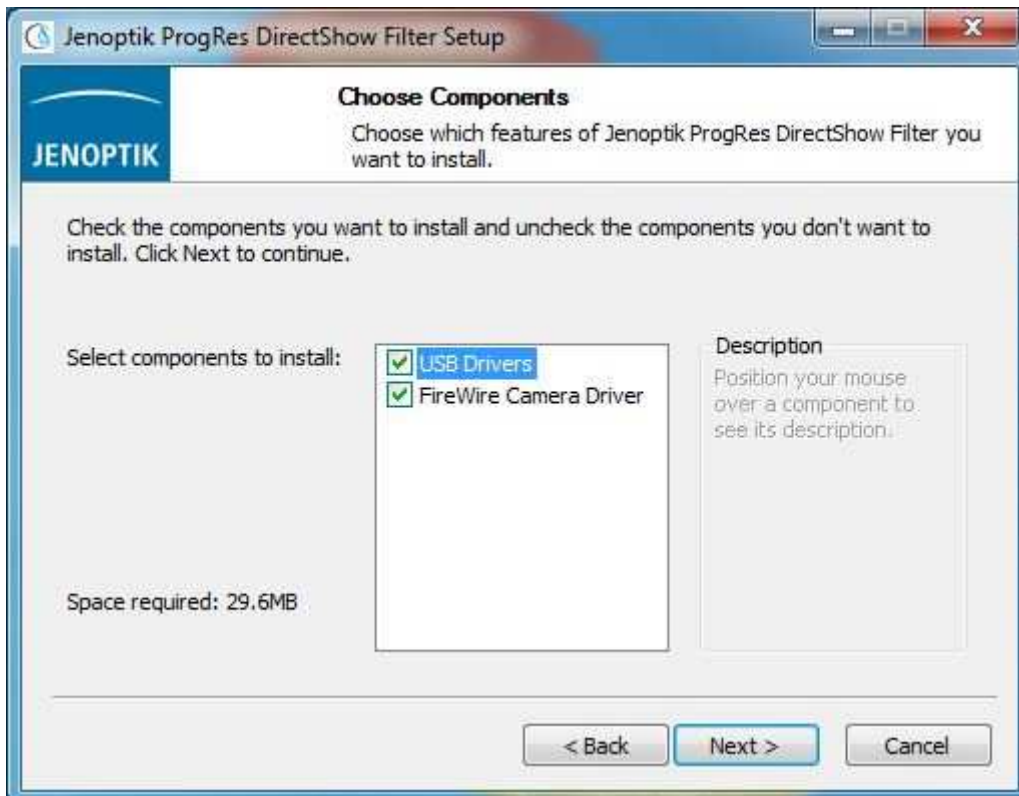 Jenoptik ProgRes DirectShow Filter Setup
JENOPTIK
Choose Components
Choose which features of Jenoptik ProgRes DirectShow Filter you
want to install.
Check the components you want to install and uncheck the components you don't want to
install. Click Next to continue.
Select components to install:
USB Drivers
FireWire Camera Driver
Description
Position your mouse
over a component to
see its description.
Space required: 29.6MB
< Back
Next >
Cancel